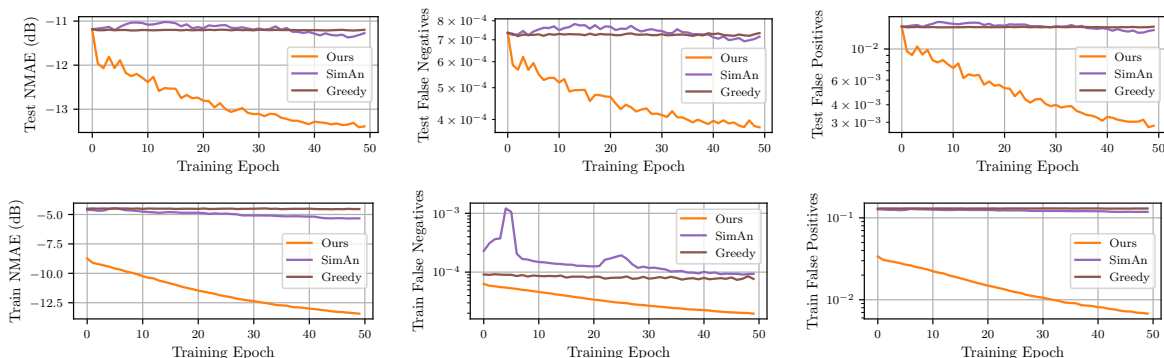 Test NMAE (dB)
−11
−12
−13
Ours
SimAn
Greedy
0
10
20
30
40
50
Training Epoch
Test False Negatives
8 × 10⁻⁴
7 × 10⁻⁴
6 × 10⁻⁴
5 × 10⁻⁴
4 × 10⁻⁴
Ours
SimAn
Greedy
0
10
20
30
40
50
Training Epoch
Test False Positives
10⁻²
6 × 10⁻³
4 × 10⁻³
3 × 10⁻³
Ours
SimAn
Greedy
0
10
20
30
40
50
Training Epoch
Train NMAE (dB)
−5.0
−7.5
−10.0
−12.5
Ours
SimAn
Greedy
0
10
20
30
40
50
Training Epoch
Train False Negatives
10⁻³
10⁻⁴
Ours
SimAn
Greedy
0
10
20
30
40
50
Training Epoch
Train False Positives
10⁻¹
10⁻²
Ours
SimAn
Greedy
0
10
20
30
40
50
Training Epoch